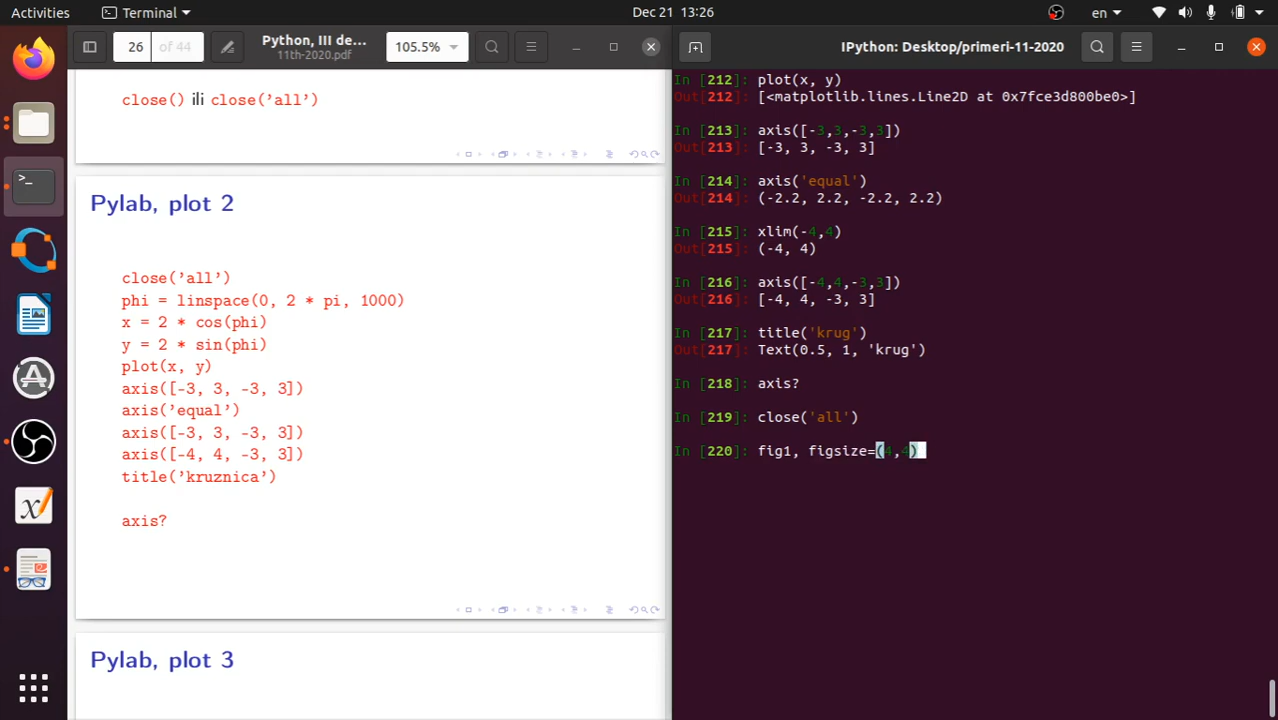 Activities
Terminal
Dec 21 13:26
en
26
of 44
Python, III de...
11th-2020.pdf
105.5%
IPython: Desktop/primeri-11-2020
close() ili close('all')
Pylab, plot 2
close('all')
phi = linspace(0, 2 * pi, 1000)
x = 2 * cos(phi)
y = 2 * sin(phi)
plot(x, y)
axis([-3, 3, -3, 3])
axis('equal')
axis([-3, 3, -3, 3])
axis([-4, 4, -3, 3])
title('kruznica')
axis?
Pylab, plot 3
In [212]: plot(x, y)
Out[212]: [<matplotlib.lines.Line2D at 0x7fce3d800be0>]
In [213]: axis([-3,3,-3,3])
Out[213]: [-3, 3, -3, 3]
In [214]: axis('equal')
Out[214]: (-2.2, 2.2, -2.2, 2.2)
In [215]: xlim(-4,4)
Out[215]: (-4, 4)
In [216]: axis([-4,4,-3,3])
Out[216]: [-4, 4, -3, 3]
In [217]: title('krug')
Out[217]: Text(0.5, 1, 'krug')
In [218]: axis?
In [219]: close('all')
In [220]: fig1, figsize=(4,4)